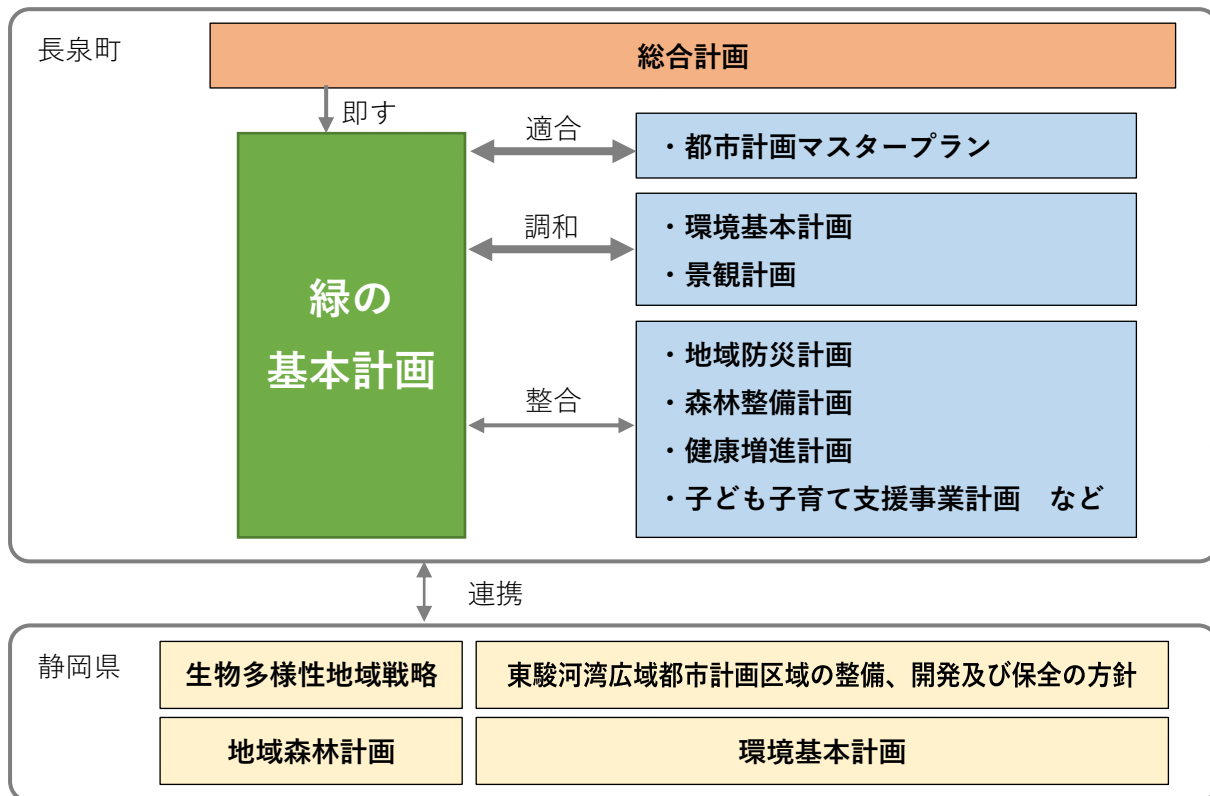 長泉町
総合計画
即す
適合
・都市計画マスタープラン
調和
・環境基本計画
・景観計画
緑の
基本計画
整合
・地域防災計画
・森林整備計画
・健康増進計画
・子ども子育て支援事業計画　など
連携
静岡県
生物多様性地域戦略
東駿河湾広域都市計画区域の整備、開発及び保全の方針
地域森林計画
環境基本計画